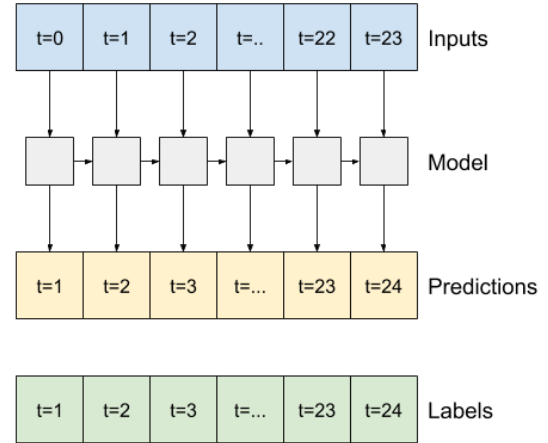 t=0 t=1 t=2 t=.. t=22 t=23 Inputs
Model
t=1 t=2 t=3 t=... t=23 t=24 Predictions
t=1 t=2 t=3 t=... t=23 t=24 Labels